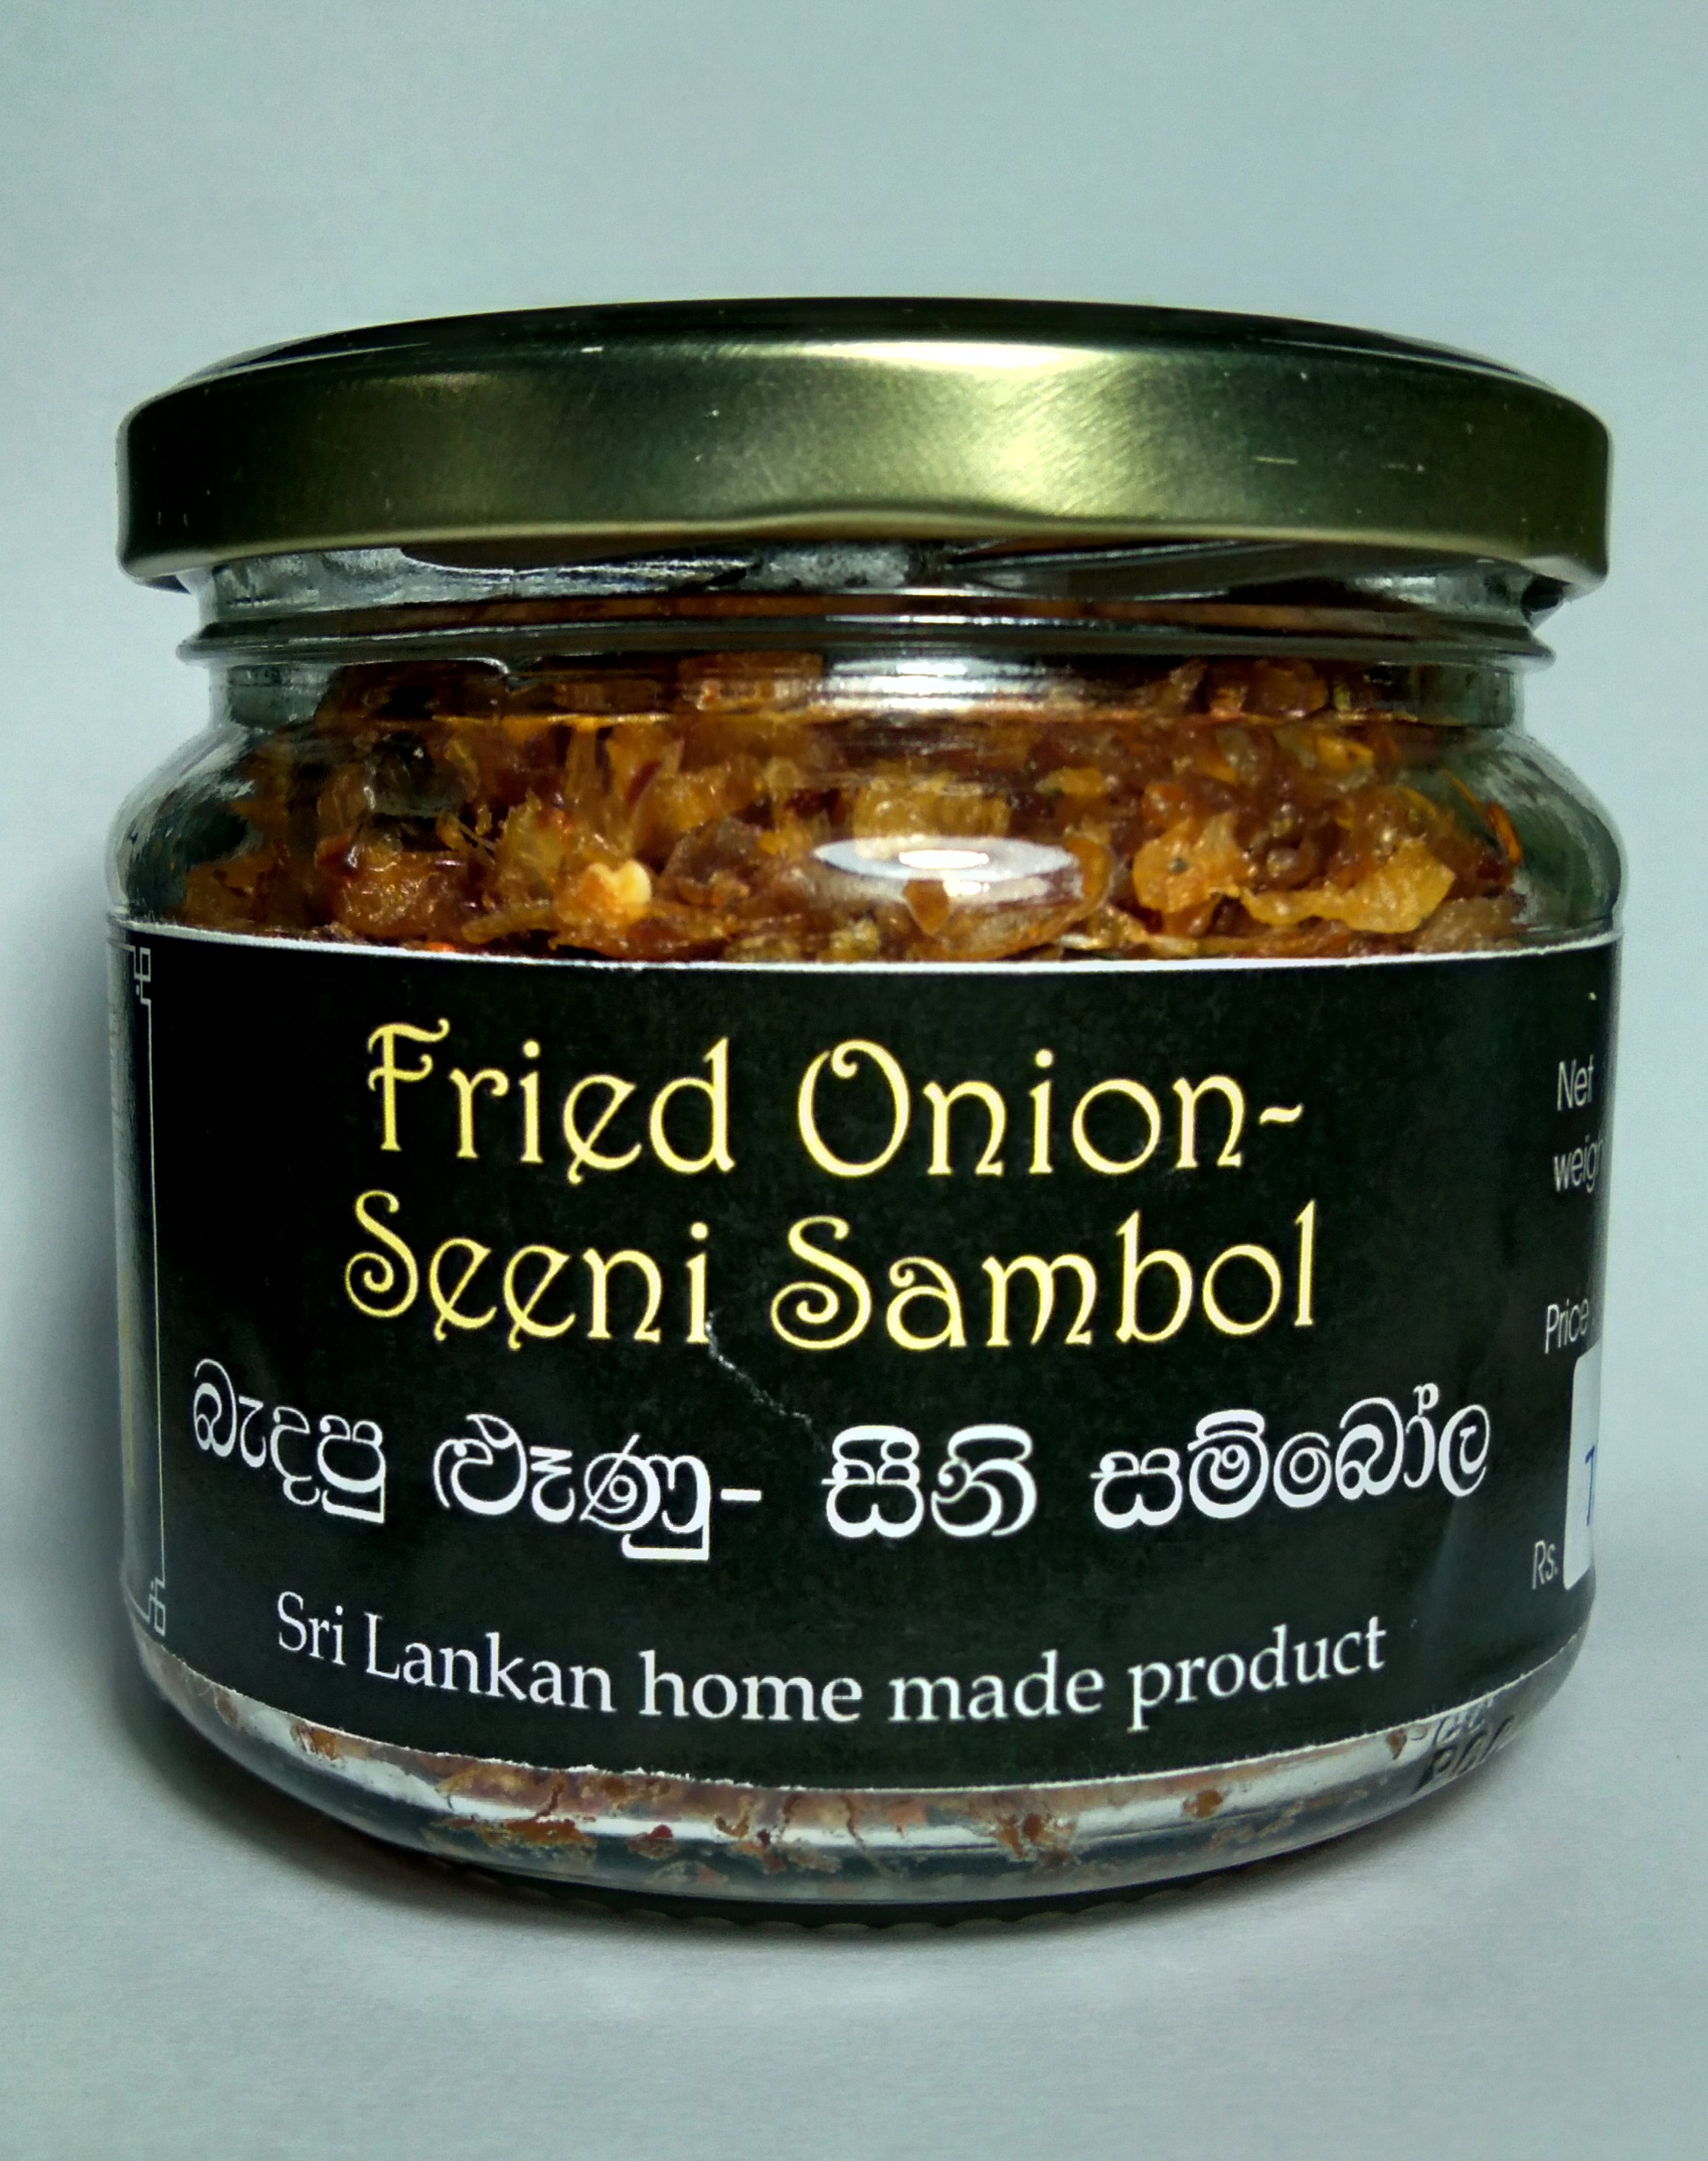 Fried Onion-
Seeni Sambol
බැදපු ළූණු- සීනි සම්බෝල
Sri Lankan home made product
Net
Price
Rs.